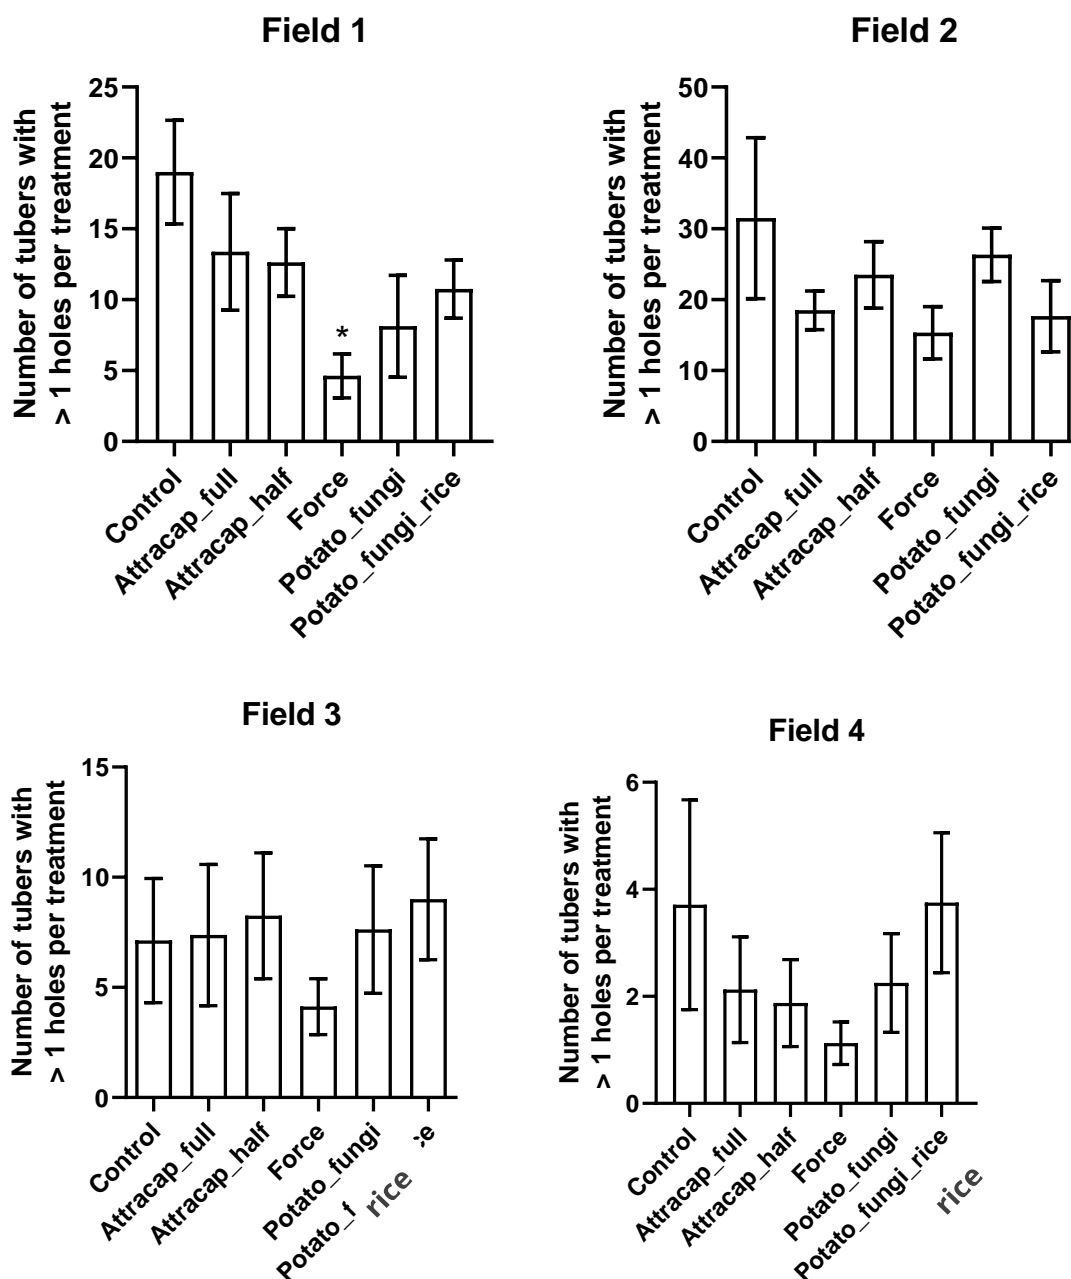 Field 1
Number of tubers with
> 1 holes per treatment
25
20
15
10
5
0
*
Control
Attracap_full
Attracap_half
Force
Potato_fungi
Potato_fungi_rice
Field 2
Number of tubers with
> 1 holes per treatment
50
40
30
20
10
0
Control
Attracap_full
Attracap_half
Force
Potato_fungi
Potato_fungi_rice
Field 3
Number of tubers with
> 1 holes per treatment
15
10
5
0
Control
Attracap_full
Attracap_half
Force
Potato_fungi
Potato_f
rice
Field 4
Number of tubers with
> 1 holes per treatment
6
4
2
0
Control
Attracap_full
Attracap_half
Force
Potato_fungi
Potato_fungi_rice
rice